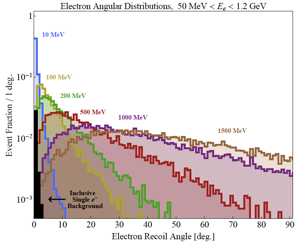 Electron Angular Distributions, 50 MeV < Ee < 1.2 GeV
1
10 MeV
10⁻¹
100 MeV
200 MeV
500 MeV
1000 MeV
1500 MeV
10⁻²
10⁻³
Inclusive
Single e⁻
Background
Event Fraction / 1 deg.
0 10 20 30 40 50 60 70 80 90
Electron Recoil Angle [deg.]